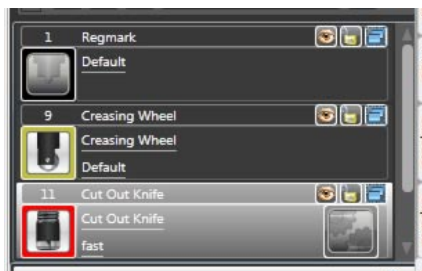 1 Regmark
Default
9 Creasing Wheel
Creasing Wheel
Default
11 Cut Out Knife
Cut Out Knife
fast